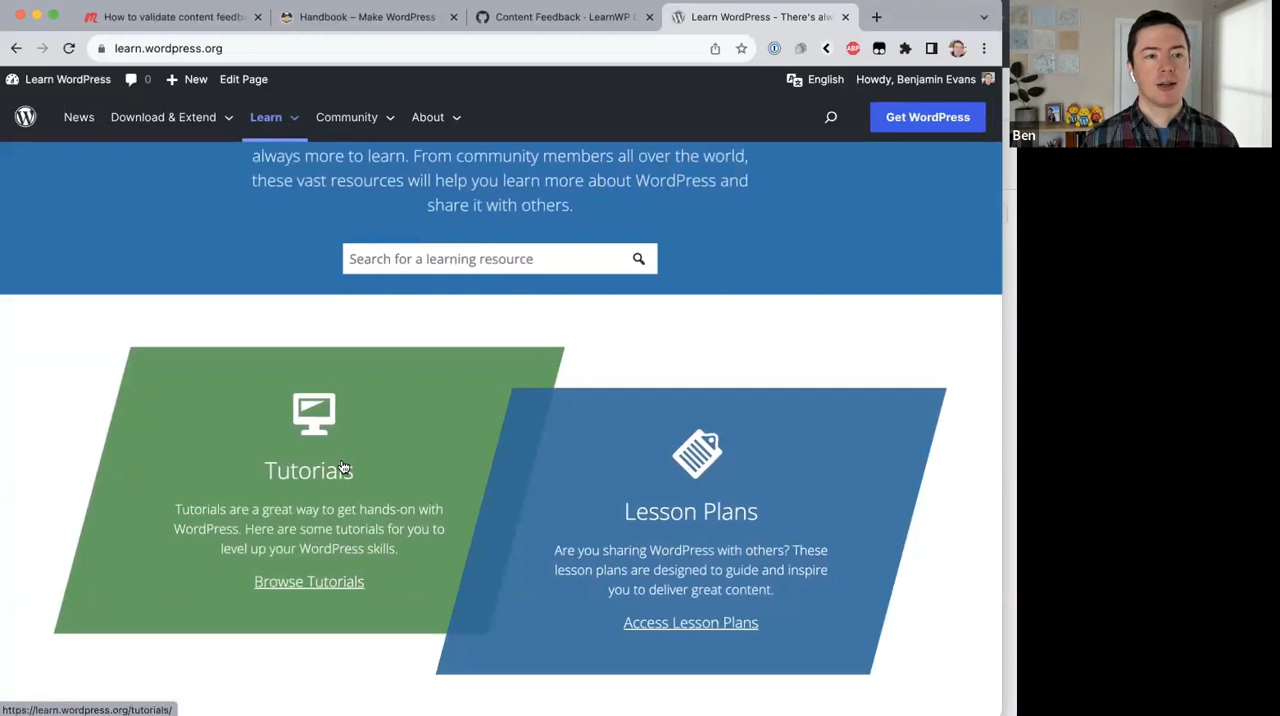 How to validate content feedb
Handbook – Make WordPress
Content Feedback · LearnWP D
Learn WordPress - There's alw
learn.wordpress.org
ABP
Learn WordPress
0
New
Edit Page
English
Howdy, Benjamin Evans
News
Download & Extend
Learn
Community
About
Get WordPress
always more to learn. From community members all over the world,
these vast resources will help you learn more about WordPress and
share it with others.
Search for a learning resource
Tutorials
Tutorials are a great way to get hands-on with
WordPress. Here are some tutorials for you to
level up your WordPress skills.
Browse Tutorials
Lesson Plans
Are you sharing WordPress with others? These
lesson plans are designed to guide and inspire
you to deliver great content.
Access Lesson Plans
https://learn.wordpress.org/tutorials/
Ben